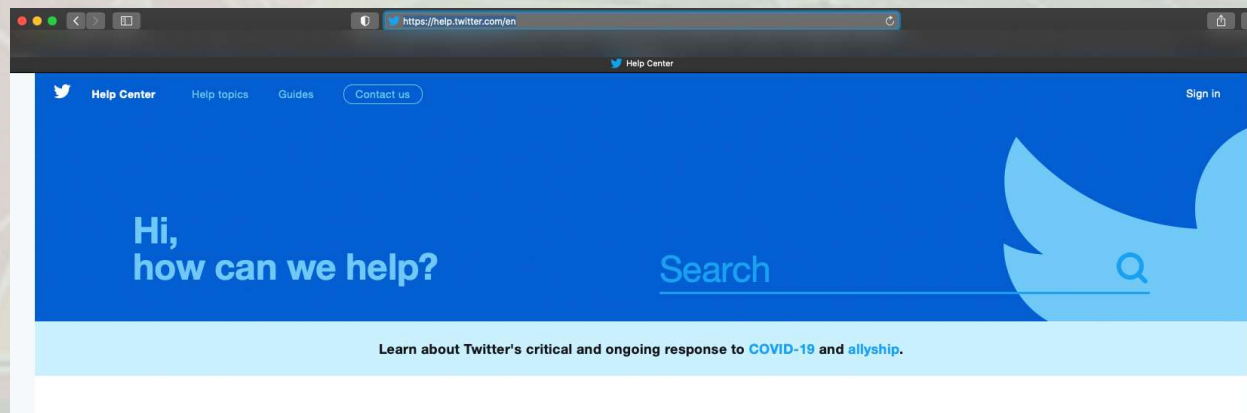 https://help.twitter.com/en
Help Center
Help Center Help topics Guides Contact us Sign in
Hi,
how can we help?
Search
Learn about Twitter's critical and ongoing response to COVID-19 and allyship.